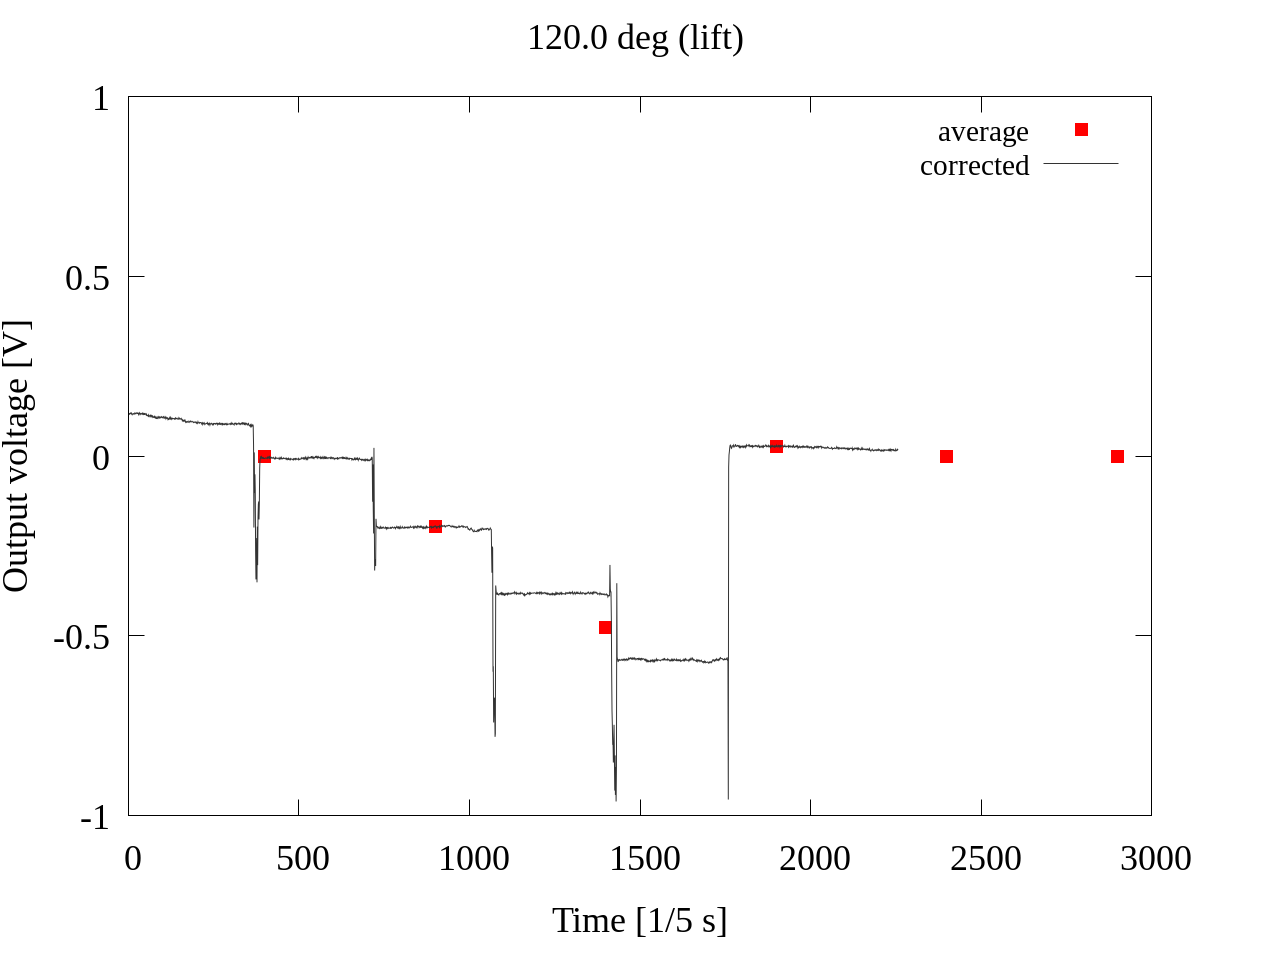 120.0 deg (lift)
1
0.5
0
-0.5
-1
Output voltage [V]
average
corrected
0 500 1000 1500 2000 2500 3000
Time [1/5 s]